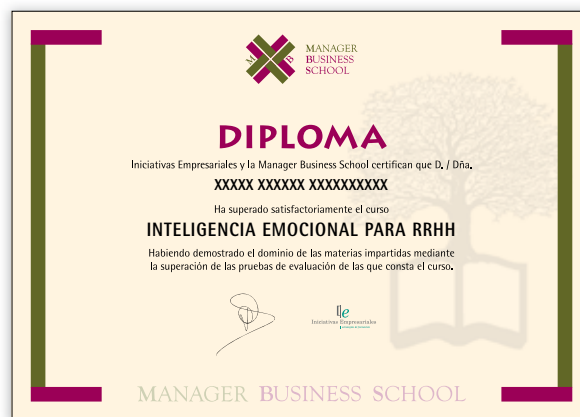 M B
MANAGER
BUSINESS
SCHOOL
DIPLOMA
Iniciativas Empresariales y la Manager Business School certifican que D. / Dña.
XXXXX XXXXXX XXXXXXXXXX
Ha superado satisfactoriamente el curso
INTELIGENCIA EMOCIONAL PARA RRHH
Habiendo demostrado el dominio de las materias impartidas mediante
la superación de las pruebas de evaluación de las que consta el curso.
Iniciativas Empresariales
MANAGER BUSINESS SCHOOL